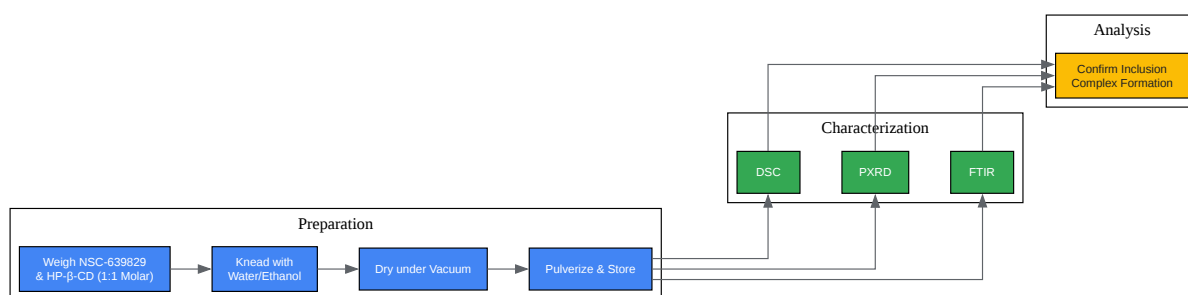 Analysis
Confirm Inclusion
Complex Formation
Characterization
DSC
PXRD
FTIR
Preparation
Weigh NSC-639829
& HP-β-CD (1:1 Molar)
Knead with
Water/Ethanol
Dry under Vacuum
Pulverize & Store